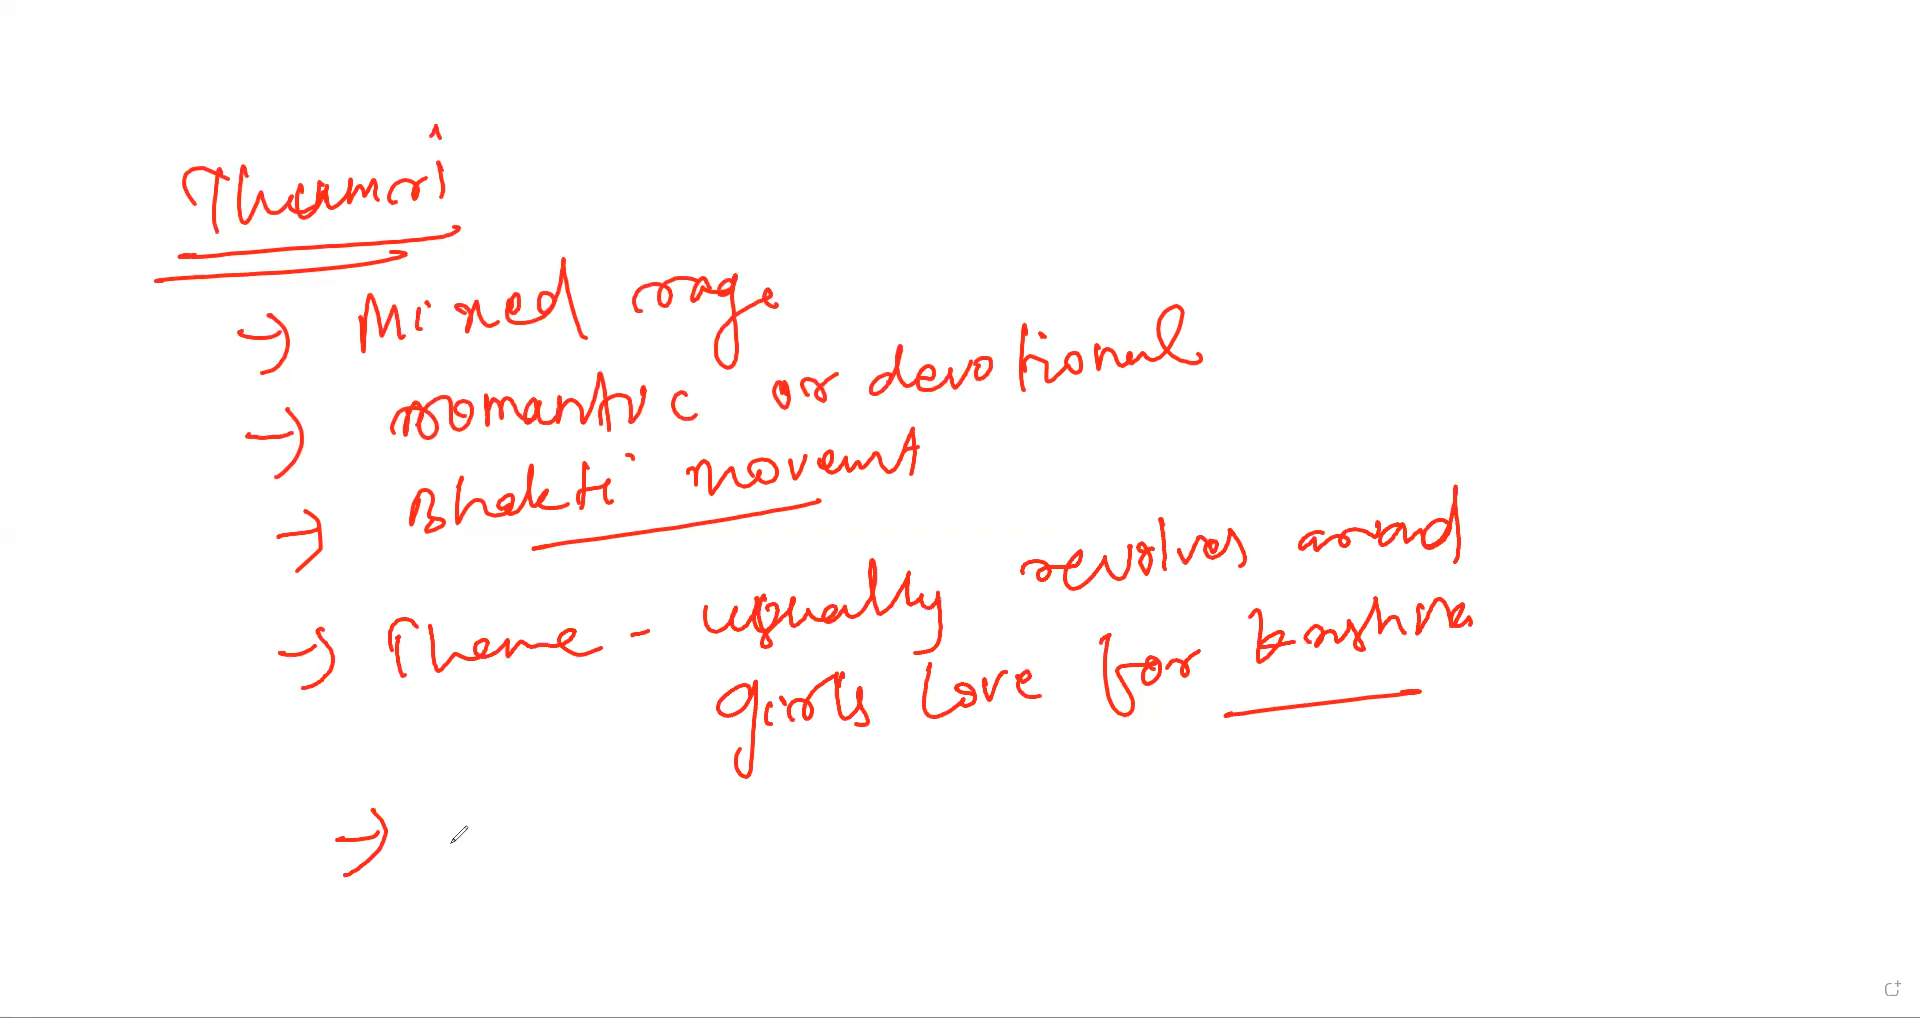 Thumri
→ Mixed raga
→ romantic or devotional
→ Bhakti movement
→ Theme - usually revolves around
girls love for krishna
→